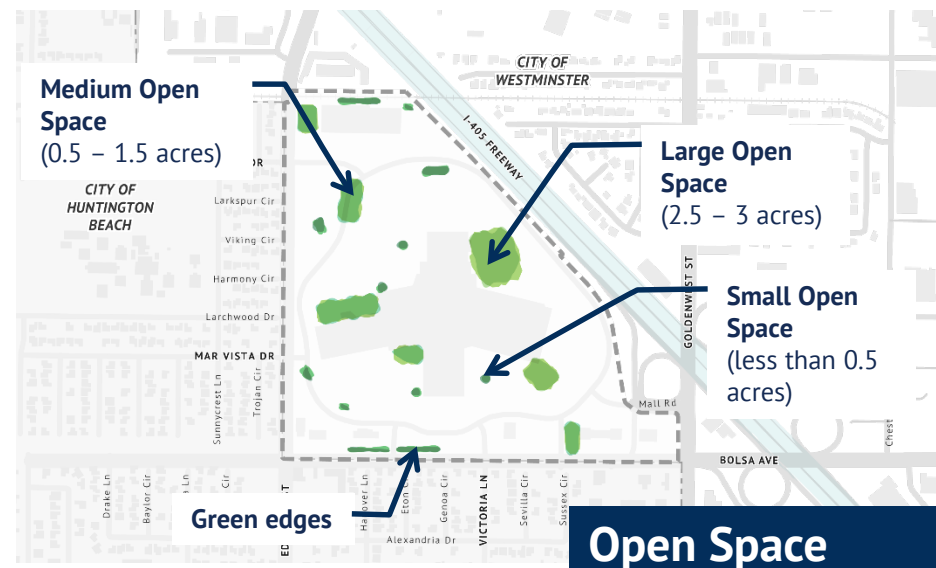 CITY OF
WESTMINSTER
Medium Open
Space
(0.5 – 1.5 acres)
I-405 FREEWAY
Large Open
Space
(2.5 – 3 acres)
DR
CITY OF
HUNTINGTON
BEACH
Larkspur Cir
Viking Cir
Harmony Cir
Larchwood Dr
MAR VISTA DR
GOLDENWEST ST
Small Open
Space
(less than 0.5
acres)
Sunnycrest Ln
Trojan Cir
Mall Rd
Chest
BOLSA AVE
Drake Ln
Baylor Cir
a Ln
Cir
Green edges
Eton C
Genoa Cir
VICTORIA LN
Sevilla Cir
Sussex Cir
Alexandria Dr
Open Space